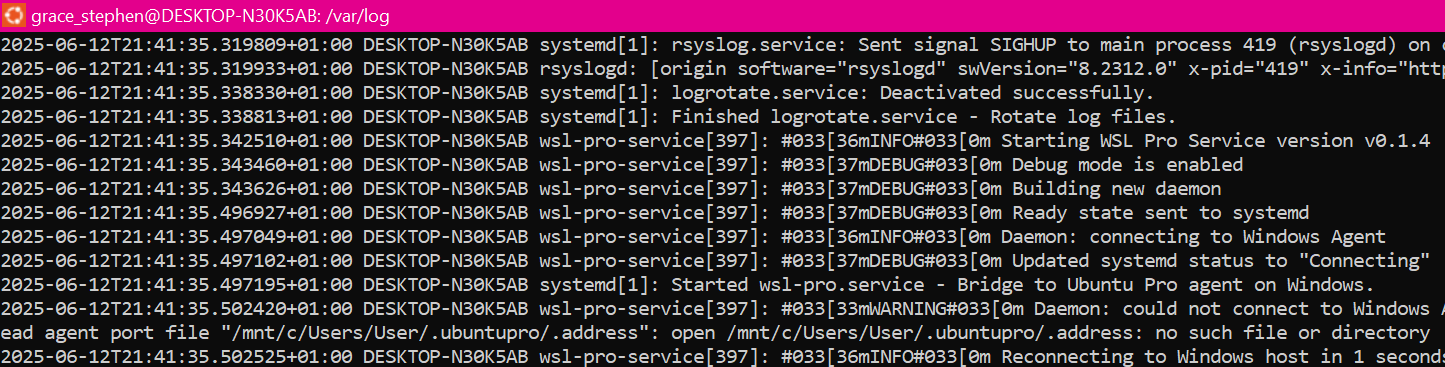 grace_stephen@DESKTOP-N30K5AB: /var/log
2025-06-12T21:41:35.319809+01:00 DESKTOP-N30K5AB systemd[1]: rsyslog.service: Sent signal SIGHUP to main process 419 (rsyslogd) on
2025-06-12T21:41:35.319933+01:00 DESKTOP-N30K5AB rsyslogd: [origin software="rsyslogd" swVersion="8.2312.0" x-pid="419" x-info="http
2025-06-12T21:41:35.338330+01:00 DESKTOP-N30K5AB systemd[1]: logrotate.service: Deactivated successfully.
2025-06-12T21:41:35.338813+01:00 DESKTOP-N30K5AB systemd[1]: Finished logrotate.service - Rotate log files.
2025-06-12T21:41:35.342510+01:00 DESKTOP-N30K5AB wsl-pro-service[397]: #033[36mINFO#033[0m Starting WSL Pro Service version v0.1.4
2025-06-12T21:41:35.343460+01:00 DESKTOP-N30K5AB wsl-pro-service[397]: #033[37mDEBUG#033[0m Debug mode is enabled
2025-06-12T21:41:35.343626+01:00 DESKTOP-N30K5AB wsl-pro-service[397]: #033[37mDEBUG#033[0m Building new daemon
2025-06-12T21:41:35.496927+01:00 DESKTOP-N30K5AB wsl-pro-service[397]: #033[37mDEBUG#033[0m Ready state sent to systemd
2025-06-12T21:41:35.497049+01:00 DESKTOP-N30K5AB wsl-pro-service[397]: #033[36mINFO#033[0m Daemon: connecting to Windows Agent
2025-06-12T21:41:35.497102+01:00 DESKTOP-N30K5AB wsl-pro-service[397]: #033[37mDEBUG#033[0m Updated systemd status to "Connecting"
2025-06-12T21:41:35.497195+01:00 DESKTOP-N30K5AB systemd[1]: Started wsl-pro.service - Bridge to Ubuntu Pro agent on Windows.
2025-06-12T21:41:35.502420+01:00 DESKTOP-N30K5AB wsl-pro-service[397]: #033[33mWARNING#033[0m Daemon: could not connect to Windows A
ead agent port file "/mnt/c/Users/User/.ubuntupro/.address": open /mnt/c/Users/User/.ubuntupro/.address: no such file or directory
2025-06-12T21:41:35.502525+01:00 DESKTOP-N30K5AB wsl-pro-service[397]: #033[36mINFO#033[0m Reconnecting to Windows host in 1 seconds